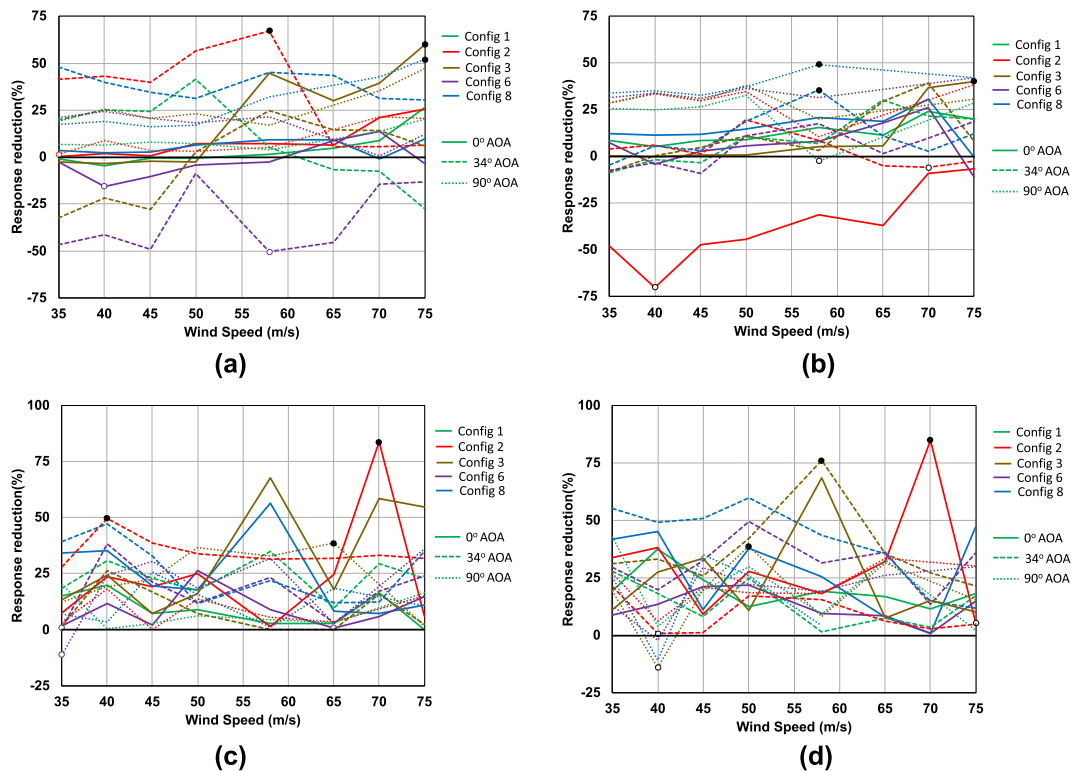 Response reduction(%)
75
50
25
0
-25
-50
-75
35 40 45 50 55 60 65 70 75
Wind Speed (m/s)
Config 1
Config 2
Config 3
Config 6
Config 8
0° AOA
34° AOA
90° AOA
(a)
Response reduction(%)
75
50
25
0
-25
-50
-75
35 40 45 50 55 60 65 70 75
Wind Speed (m/s)
Config 1
Config 2
Config 3
Config 6
Config 8
0° AOA
34° AOA
90° AOA
(b)
Response reduction(%)
100
75
50
25
0
-25
35 40 45 50 55 60 65 70 75
Wind Speed (m/s)
Config 1
Config 2
Config 3
Config 6
Config 8
0° AOA
34° AOA
90° AOA
(c)
Response reduction(%)
100
75
50
25
0
-25
35 40 45 50 55 60 65 70 75
Wind Speed (m/s)
Config 1
Config 2
Config 3
Config 6
Config 8
0° AOA
34° AOA
90° AOA
(d)